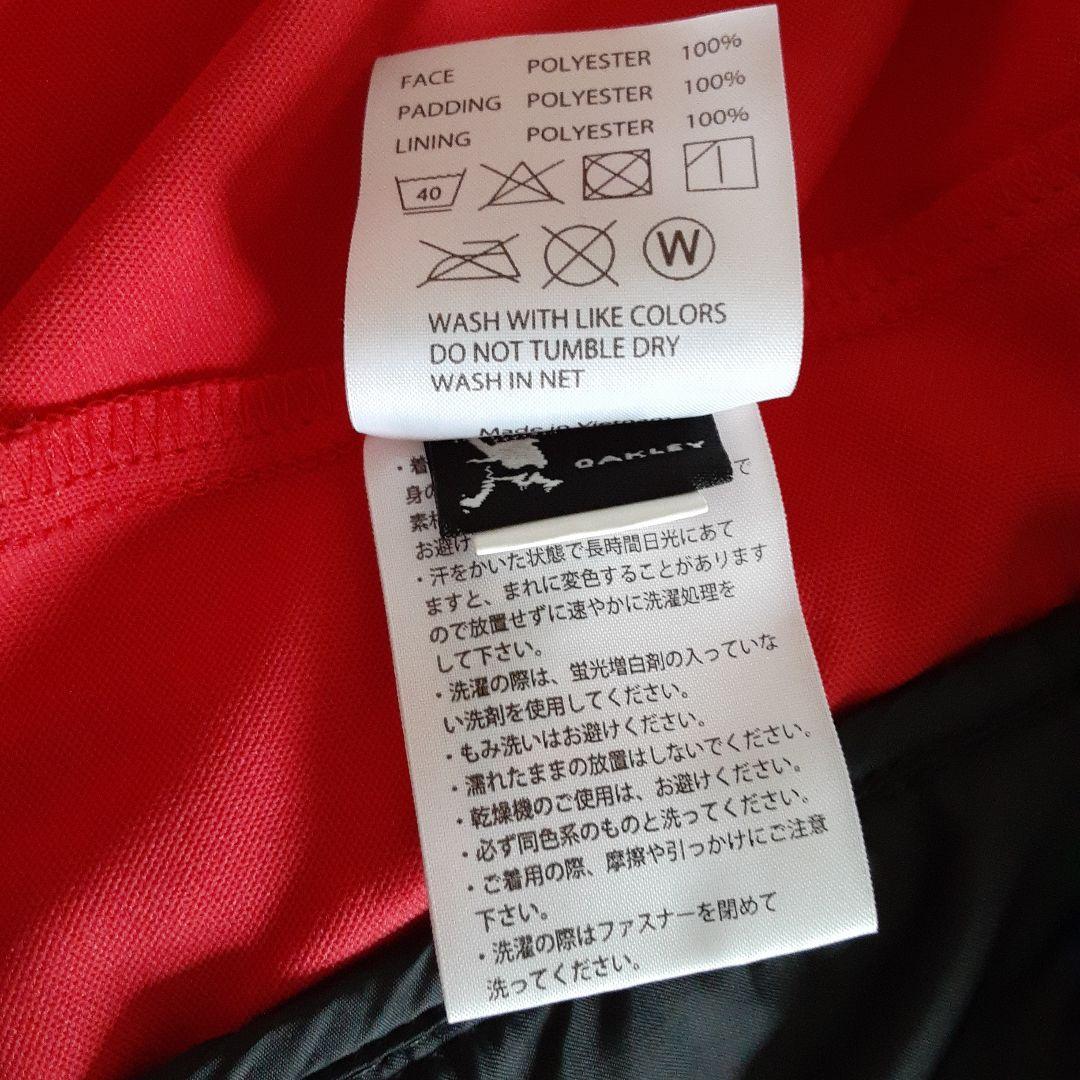 FACE POLYESTER 100%
PADDING POLYESTER 100%
LINING POLYESTER 100%
40
W
WASH WITH LIKE COLORS
DO NOT TUMBLE DRY
WASH IN NET
Made in
OAKLEY
・着
で
身の
素材
お避け
・汗をかいた状態で長時間日光にあて
ますと、まれに変色することがあります
ので放置せずに速やかに洗濯処理を
して下さい。
・洗濯の際は、蛍光増白剤の入っていな
い洗剤を使用してください。
・もみ洗いはお避けください。
・濡れたままの放置はしないでください。
・乾燥機のご使用は、お避けください。
・必ず同色系のものと洗ってください。
・ご着用の際、摩擦や引っかけにご注意
下さい。
・洗濯の際はファスナーを閉めて
洗ってください。